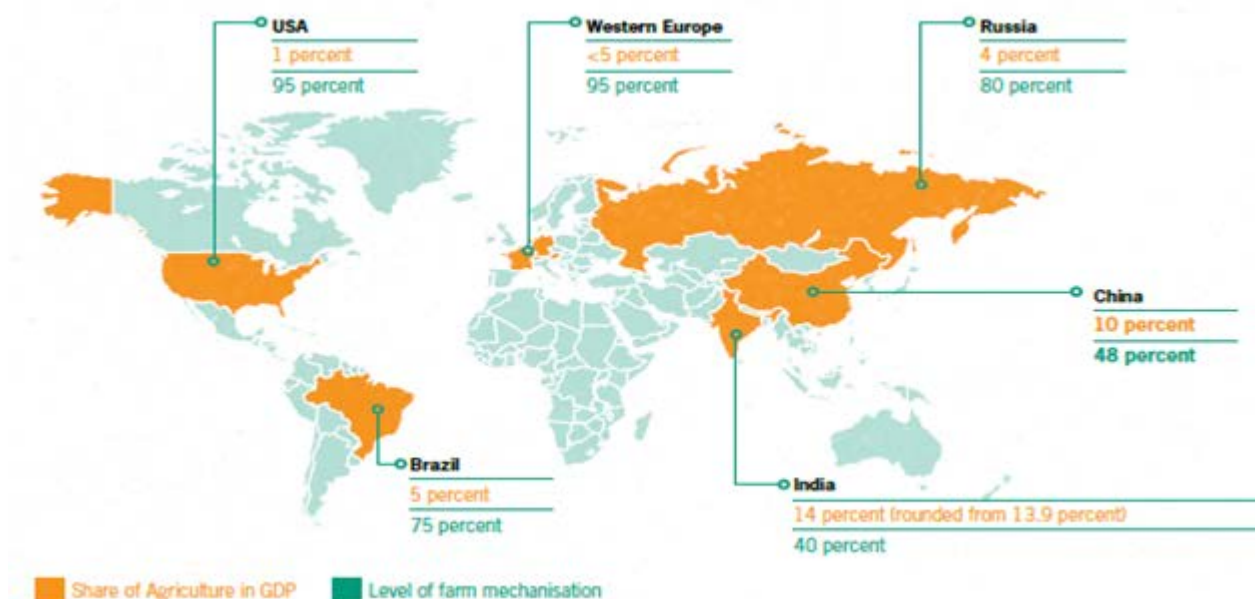 USA
1 percent
95 percent
Western Europe
<5 percent
95 percent
Russia
4 percent
80 percent
China
10 percent
48 percent
Brazil
5 percent
75 percent
India
14 percent (rounded from 13.9 percent)
40 percent
Share of Agriculture in GDP
Level of farm mechanisation